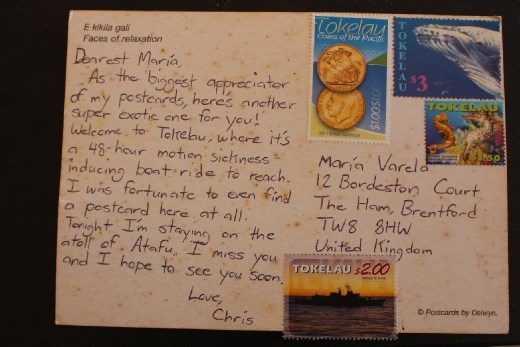 E kikila gali
Faces of relaxation
Dearest María,
As the biggest appreciator
of my postcards, here's another
super exotic one for you!
Welcome to Tokelau, where it's
a 48-hour motion sickness-
inducing boat ride to reach.
I was fortunate to even find
a postcard here at all.
Tonight I'm staying on the
atoll of Atafu. I miss you
and I hope to see you soon.
Love,
Chris
Tokelau
Coins of the Pacific
TOKELAU
$3
TOKELAU
$1.50
María Varela
12 Bordeston Court
The Ham, Brentford
TW8 8HW
United Kingdom
TOKELAU $2.00
© Postcards by Delwyn.